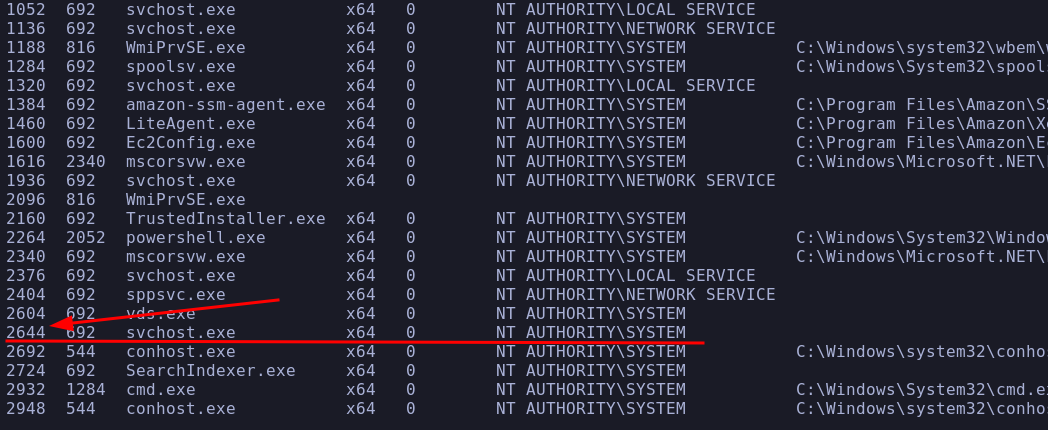 1052 692 svchost.exe x64 0 NT AUTHORITY\LOCAL SERVICE
1136 692 svchost.exe x64 0 NT AUTHORITY\NETWORK SERVICE
1188 816 WmiPrvSE.exe x64 0 NT AUTHORITY\SYSTEM C:\Windows\system32\wbem\
1284 692 spoolsv.exe x64 0 NT AUTHORITY\SYSTEM C:\Windows\System32\spools
1320 692 svchost.exe x64 0 NT AUTHORITY\LOCAL SERVICE
1384 692 amazon-ssm-agent.exe x64 0 NT AUTHORITY\SYSTEM C:\Program Files\Amazon\S
1460 692 LiteAgent.exe x64 0 NT AUTHORITY\SYSTEM C:\Program Files\Amazon\Xe
1600 692 Ec2Config.exe x64 0 NT AUTHORITY\SYSTEM C:\Program Files\Amazon\Ec
1616 2340 mscorsvw.exe x64 0 NT AUTHORITY\SYSTEM C:\Windows\Microsoft.NET\
1936 692 svchost.exe x64 0 NT AUTHORITY\NETWORK SERVICE
2096 816 WmiPrvSE.exe
2160 692 TrustedInstaller.exe x64 0 NT AUTHORITY\SYSTEM
2264 2052 powershell.exe x64 0 NT AUTHORITY\SYSTEM C:\Windows\System32\Windo
2340 692 mscorsvw.exe x64 0 NT AUTHORITY\SYSTEM C:\Windows\Microsoft.NET\
2376 692 svchost.exe x64 0 NT AUTHORITY\LOCAL SERVICE
2404 692 sppsvc.exe x64 0 NT AUTHORITY\NETWORK SERVICE
2604 692 vds.exe x64 0 NT AUTHORITY\SYSTEM
2644 692 svchost.exe x64 0 NT AUTHORITY\SYSTEM
2692 544 conhost.exe x64 0 NT AUTHORITY\SYSTEM C:\Windows\system32\conho
2724 692 SearchIndexer.exe x64 0 NT AUTHORITY\SYSTEM
2932 1284 cmd.exe x64 0 NT AUTHORITY\SYSTEM C:\Windows\System32\cmd.e
2948 544 conhost.exe x64 0 NT AUTHORITY\SYSTEM C:\Windows\system32\conho